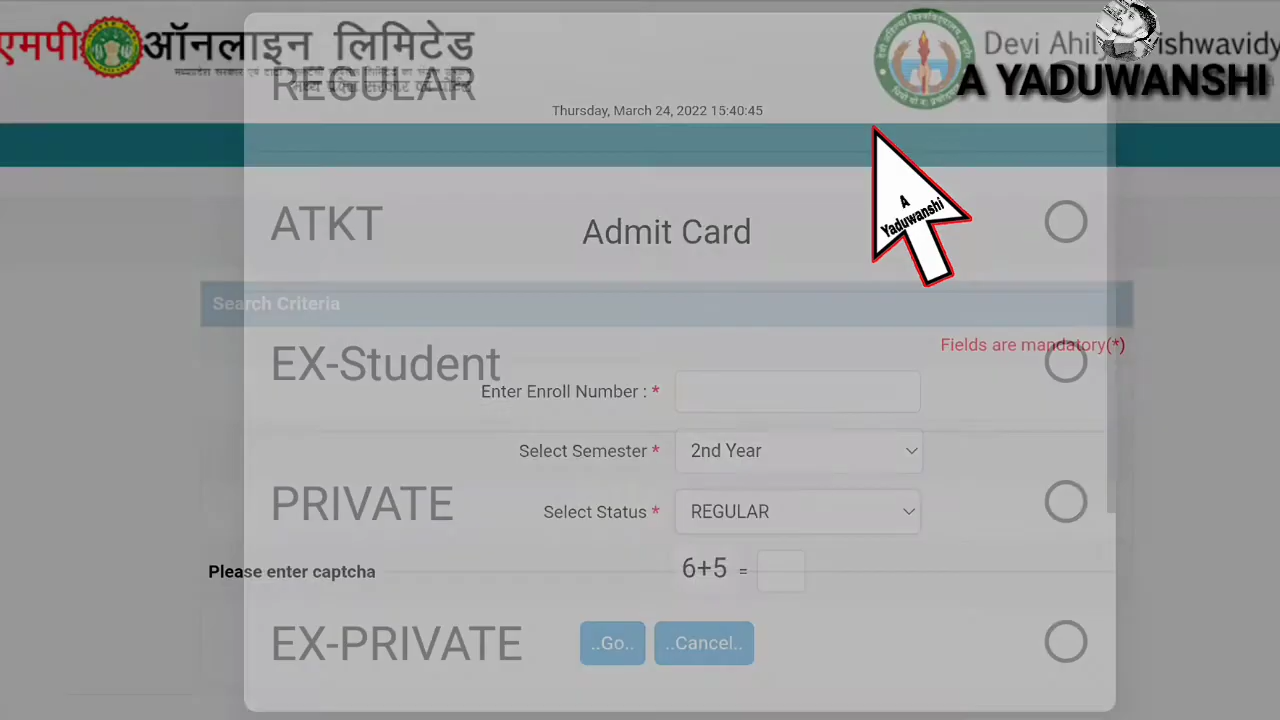 एमपी ऑनलाइन लिमिटेड
Devi Ahil Vishwavidy
A YADUWANSHI
REGULAR
Thursday, March 24, 2022 15:40:45
A
Yaduwanshi
ATKT
Admit Card
Search Criteria
Fields are mandatory(*)
EX-Student
Enter Enroll Number : *
Select Semester * 2nd Year
PRIVATE
Select Status * REGULAR
Please enter captcha 6+5 =
EX-PRIVATE
..Go.. ..Cancel..